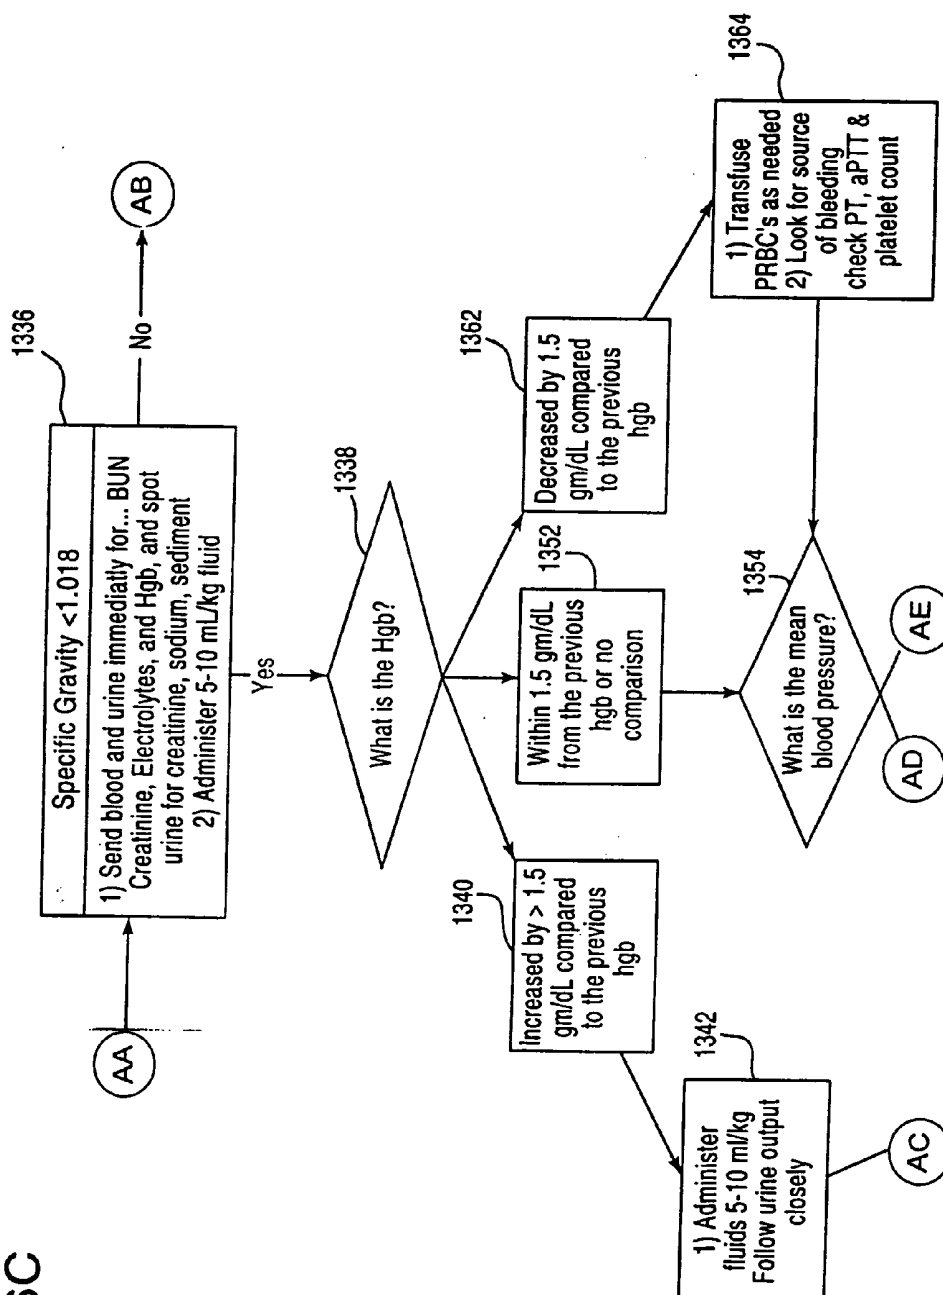 6C
AA
Specific Gravity <1.018
1336
1) Send blood and urine immediatly for... BUN
Creatinine, Electrolytes, and Hgb, and spot
urine for creatinine, sodium, sediment
2) Administer 5-10 mL/kg fluid
No
AB
Yes
1338
What is the Hgb?
1340
Increased by > 1.5
gm/dL compared
to the previous
hgb
1352
Within 1.5 gm/dL
from the previous
hgb or no
comparison
1362
Decreased by 1.5
gm/dL compared
to the previous
hgb
1342
1) Administer
fluids 5-10 ml/kg
Follow urine output
closely
AC
1354
What is the mean
blood pressure?
AD
AE
1364
1) Transfuse
PRBC's as needed
2) Look for source
of bleeding
check PT, aPTT &
platelet count